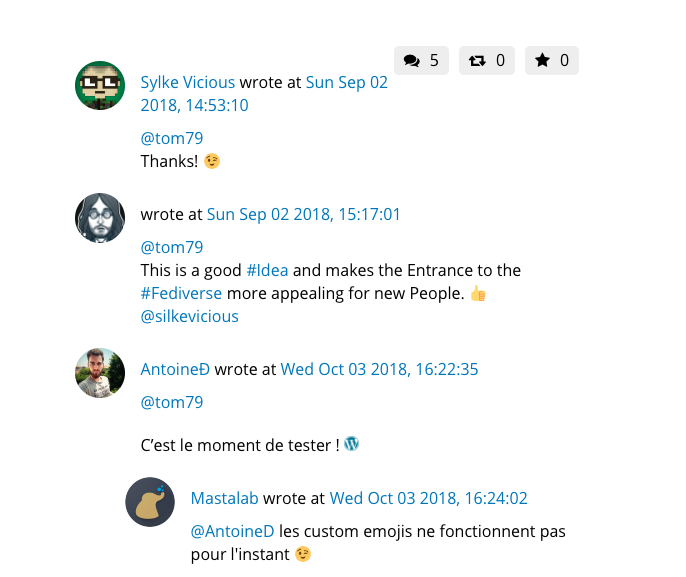 5 0 0
Sylke Vicious wrote at Sun Sep 02
2018, 14:53:10
@tom79
Thanks! 😉
wrote at Sun Sep 02 2018, 15:17:01
@tom79
This is a good #Idea and makes the Entrance to the
#Fediverse more appealing for new People. 👍
@silkevicious
AntoineĐ wrote at Wed Oct 03 2018, 16:22:35
@tom79
C’est le moment de tester !
Mastalab wrote at Wed Oct 03 2018, 16:24:02
@AntoineD les custom emojis ne fonctionnent pas
pour l'instant 😉